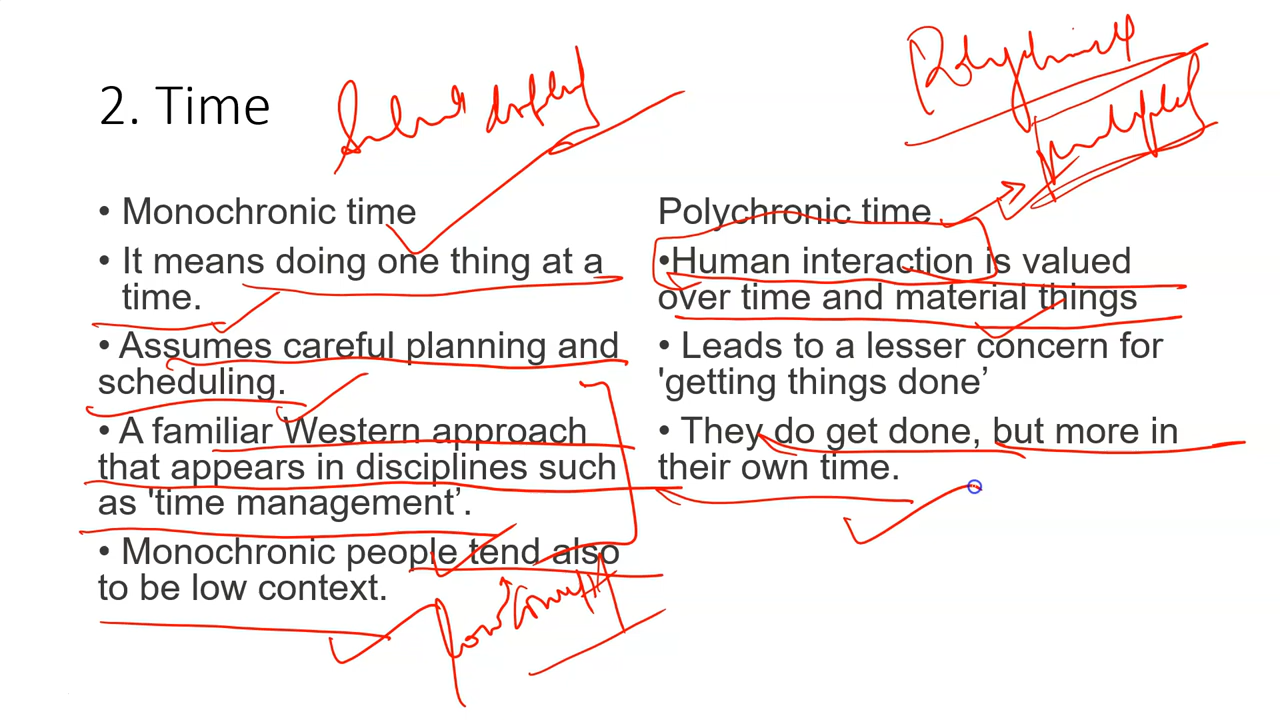 2. Time
• Monochronic time
• It means doing one thing at a
time.
• Assumes careful planning and
scheduling.
• A familiar Western approach
that appears in disciplines such
as 'time management’.
• Monochronic people tend also
to be low context.
low context
Polychronic time
•Human interaction is valued
over time and material things
• Leads to a lesser concern for
'getting things done’
• They do get done, but more in
their own time.